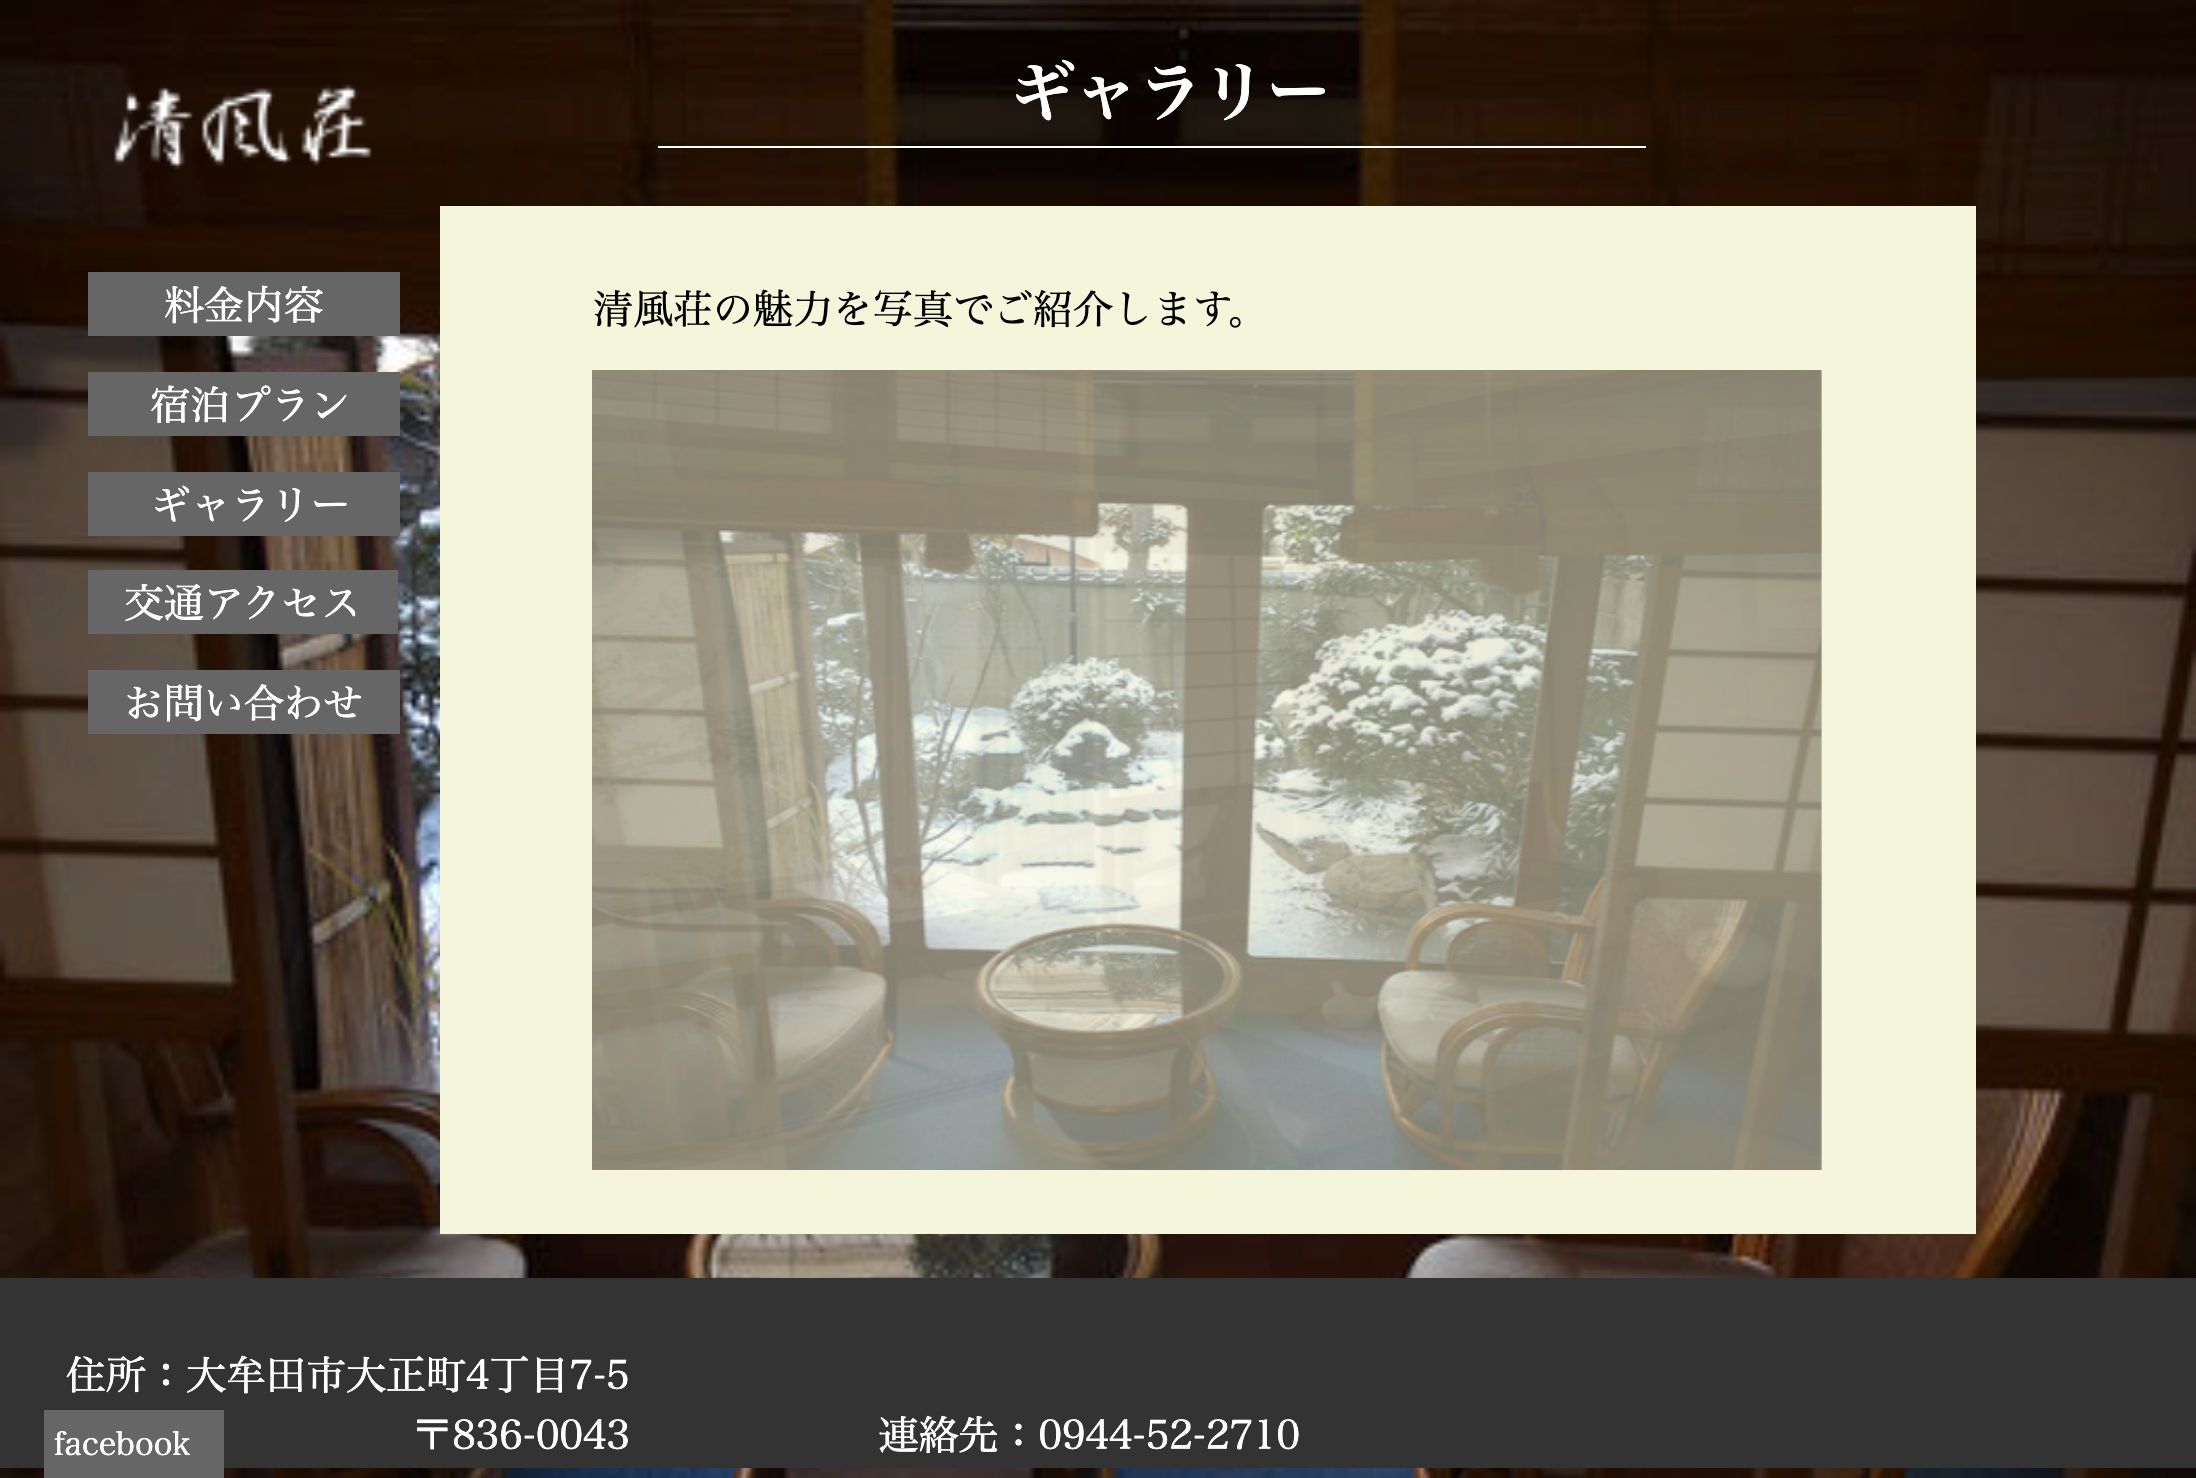 清風荘
ギャラリー
料金内容
宿泊プラン
ギャラリー
交通アクセス
お問い合わせ
清風荘の魅力を写真でご紹介します。
住所：大牟田市大正町4丁目7-5
〒836-0043
連絡先：0944-52-2710
facebook